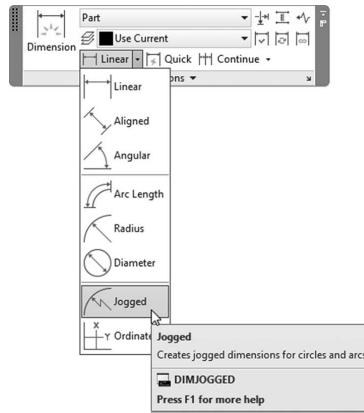 Part
Dimension
Use Current
Linear Quick Continue
ons
Linear
Aligned
Angular
Arc Length
Radius
Diameter
Jogged
X
Y Ordinate
Jogged
Creates jogged dimensions for circles and arcs
DIMJOGGED
Press F1 for more help